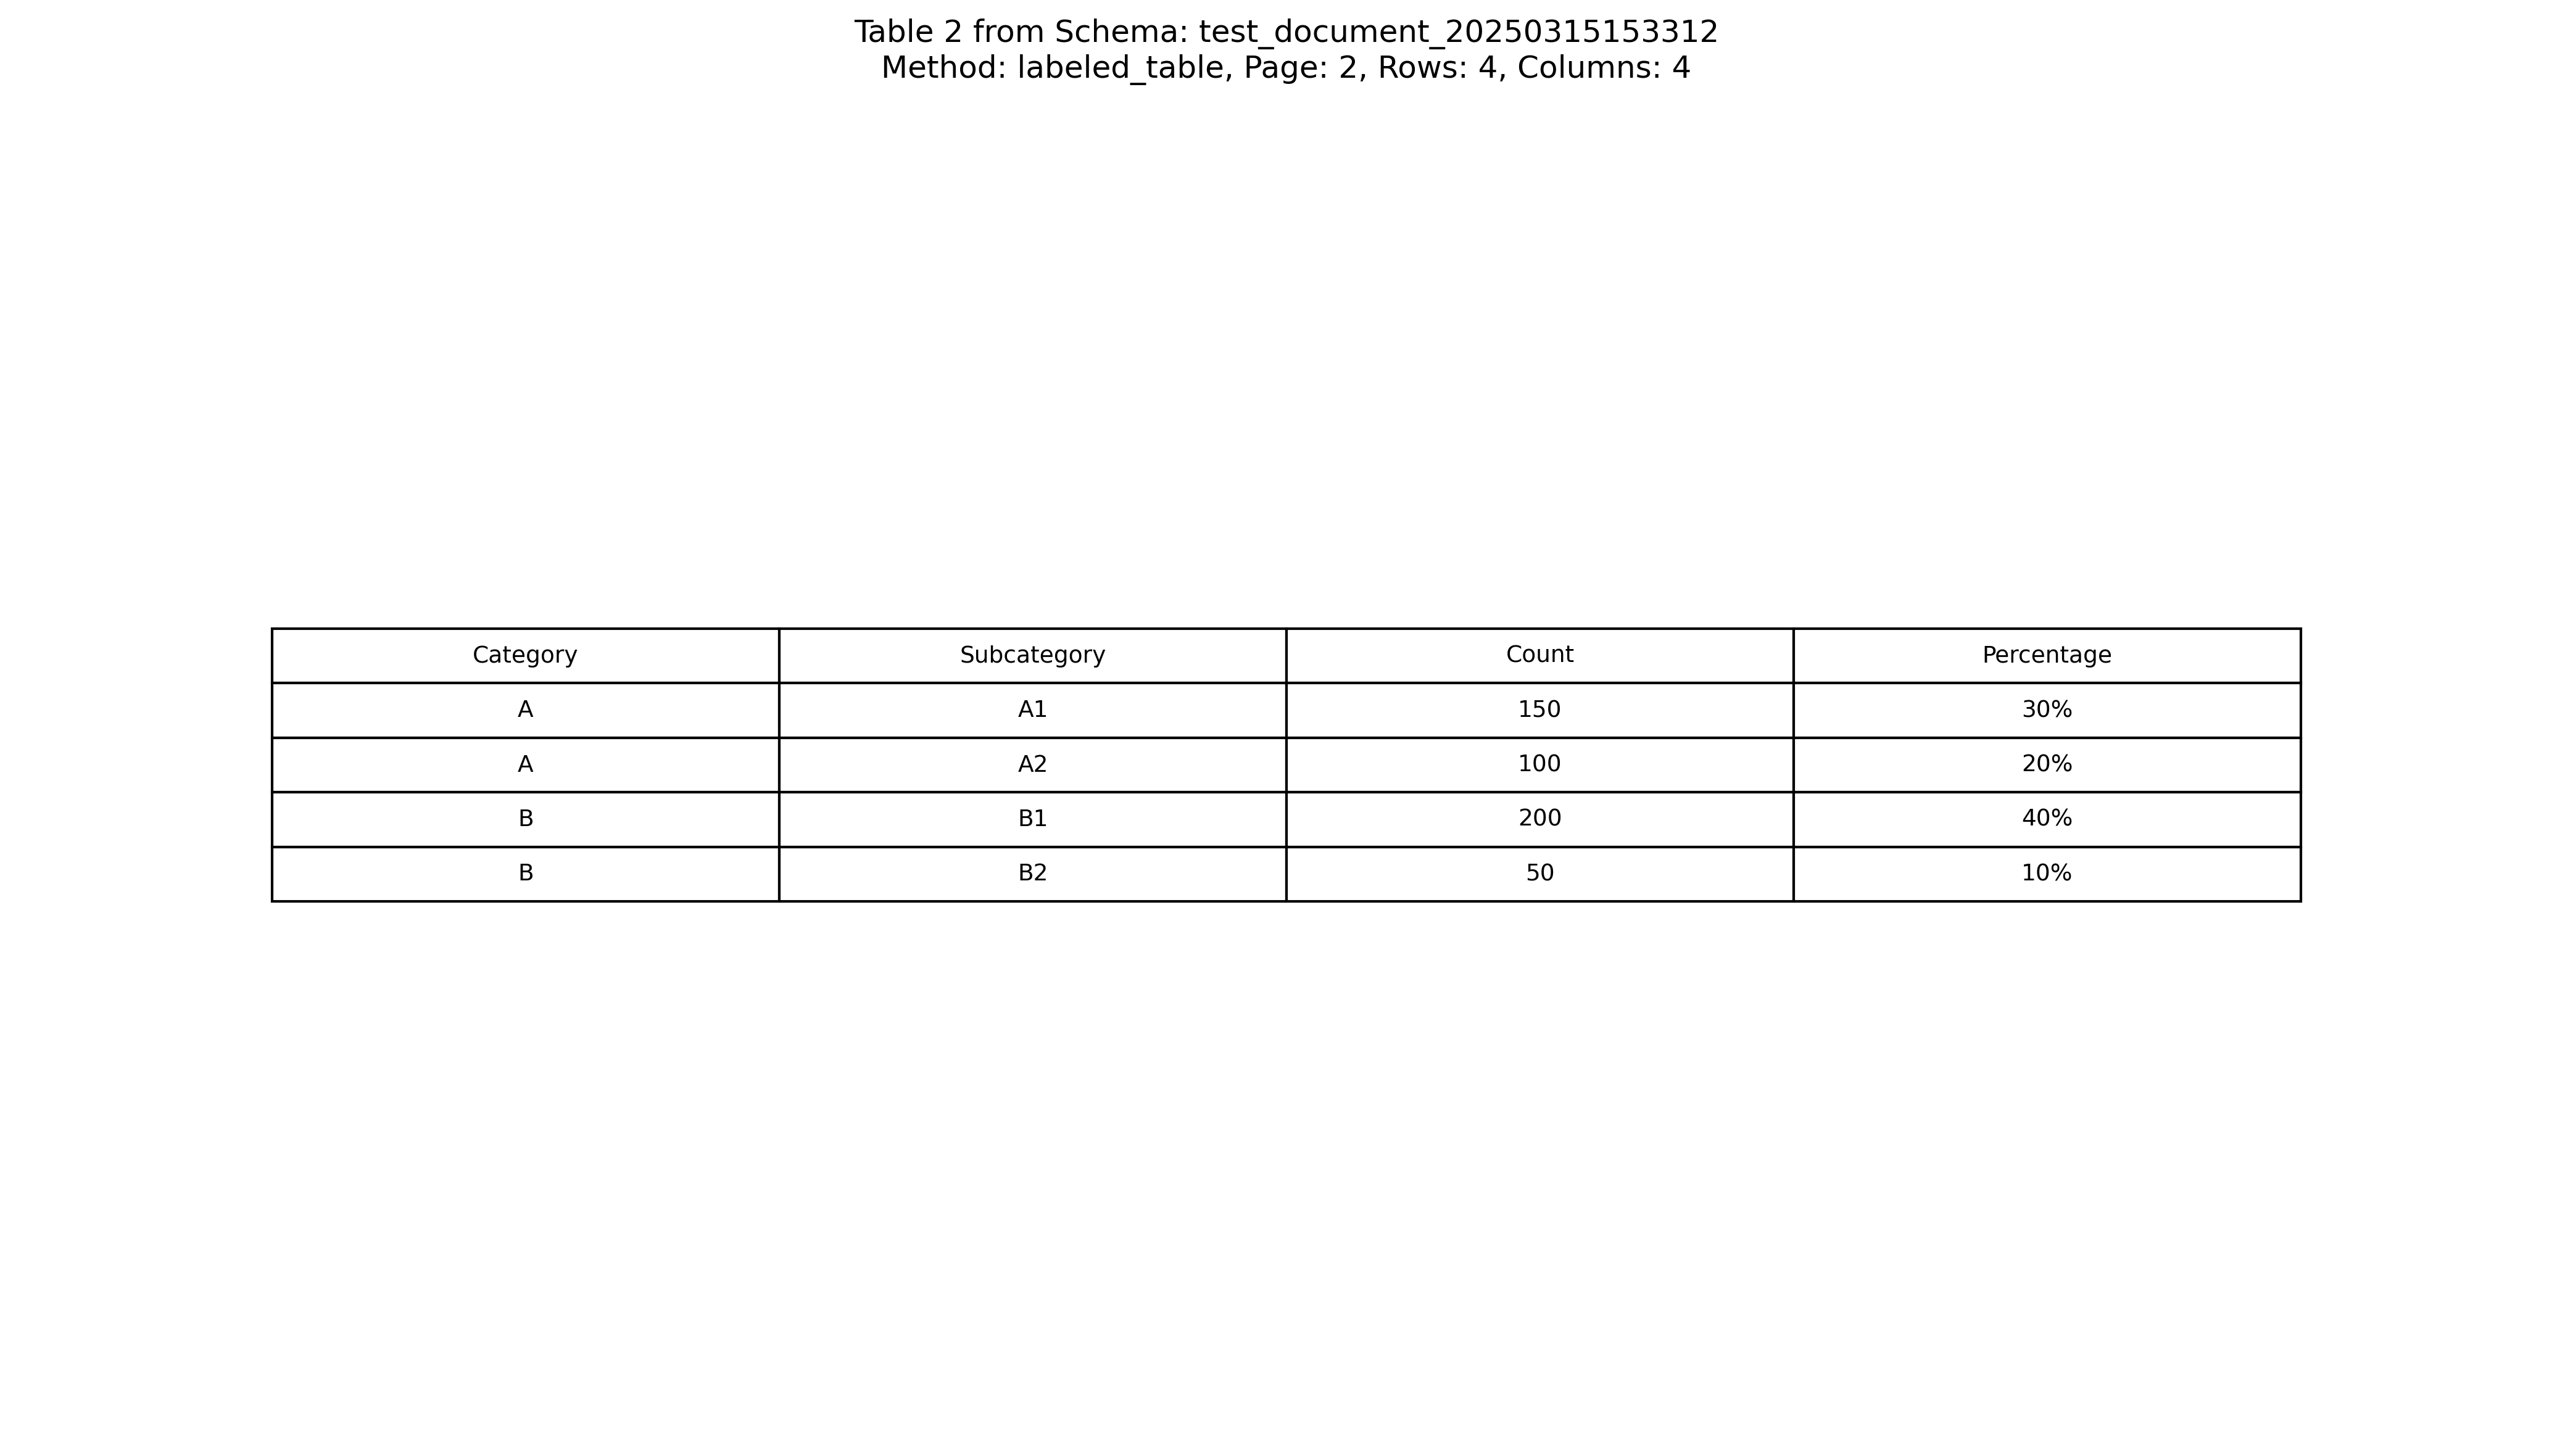 Table 2 from Schema: test_document_20250315153312
Method: labeled_table, Page: 2, Rows: 4, Columns: 4
Category Subcategory Count Percentage
A A1 150 30%
A A2 100 20%
B B1 200 40%
B B2 50 10%